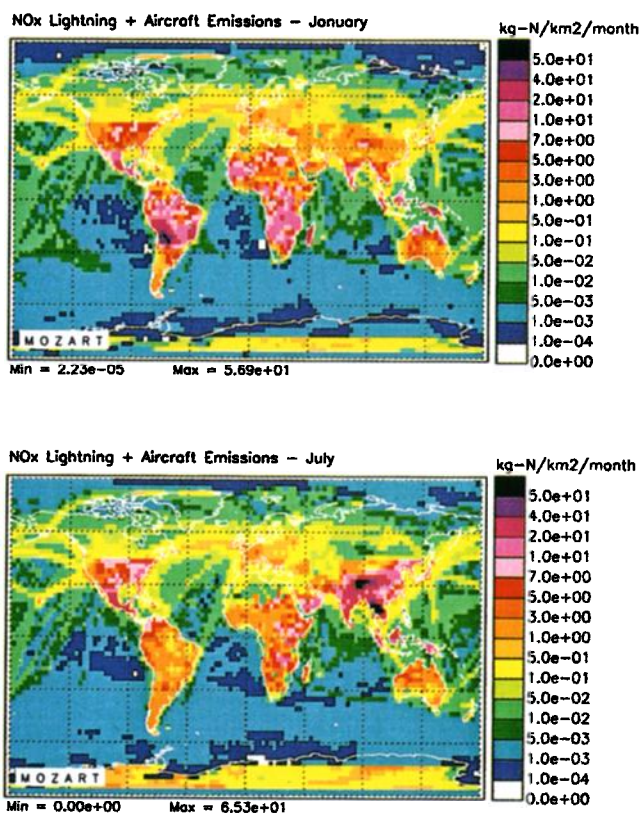 NOx Lightning + Aircraft Emissions - January
kg-N/km2/month
5.0e+01
4.0e+01
2.0e+01
1.0e+01
7.0e+00
5.0e+00
3.0e+00
1.0e+00
5.0e-01
1.0e-01
5.0e-02
1.0e-02
5.0e-03
1.0e-03
1.0e-04
0.0e+00
MOZART
Min = 2.23e-05 Max = 5.69e+01
NOx Lightning + Aircraft Emissions - July
kg-N/km2/month
5.0e+01
4.0e+01
2.0e+01
1.0e+01
7.0e+00
5.0e+00
3.0e+00
1.0e+00
5.0e-01
1.0e-01
5.0e-02
1.0e-02
5.0e-03
1.0e-03
1.0e-04
0.0e+00
MOZART
Min = 0.00e+00 Max = 6.53e+01